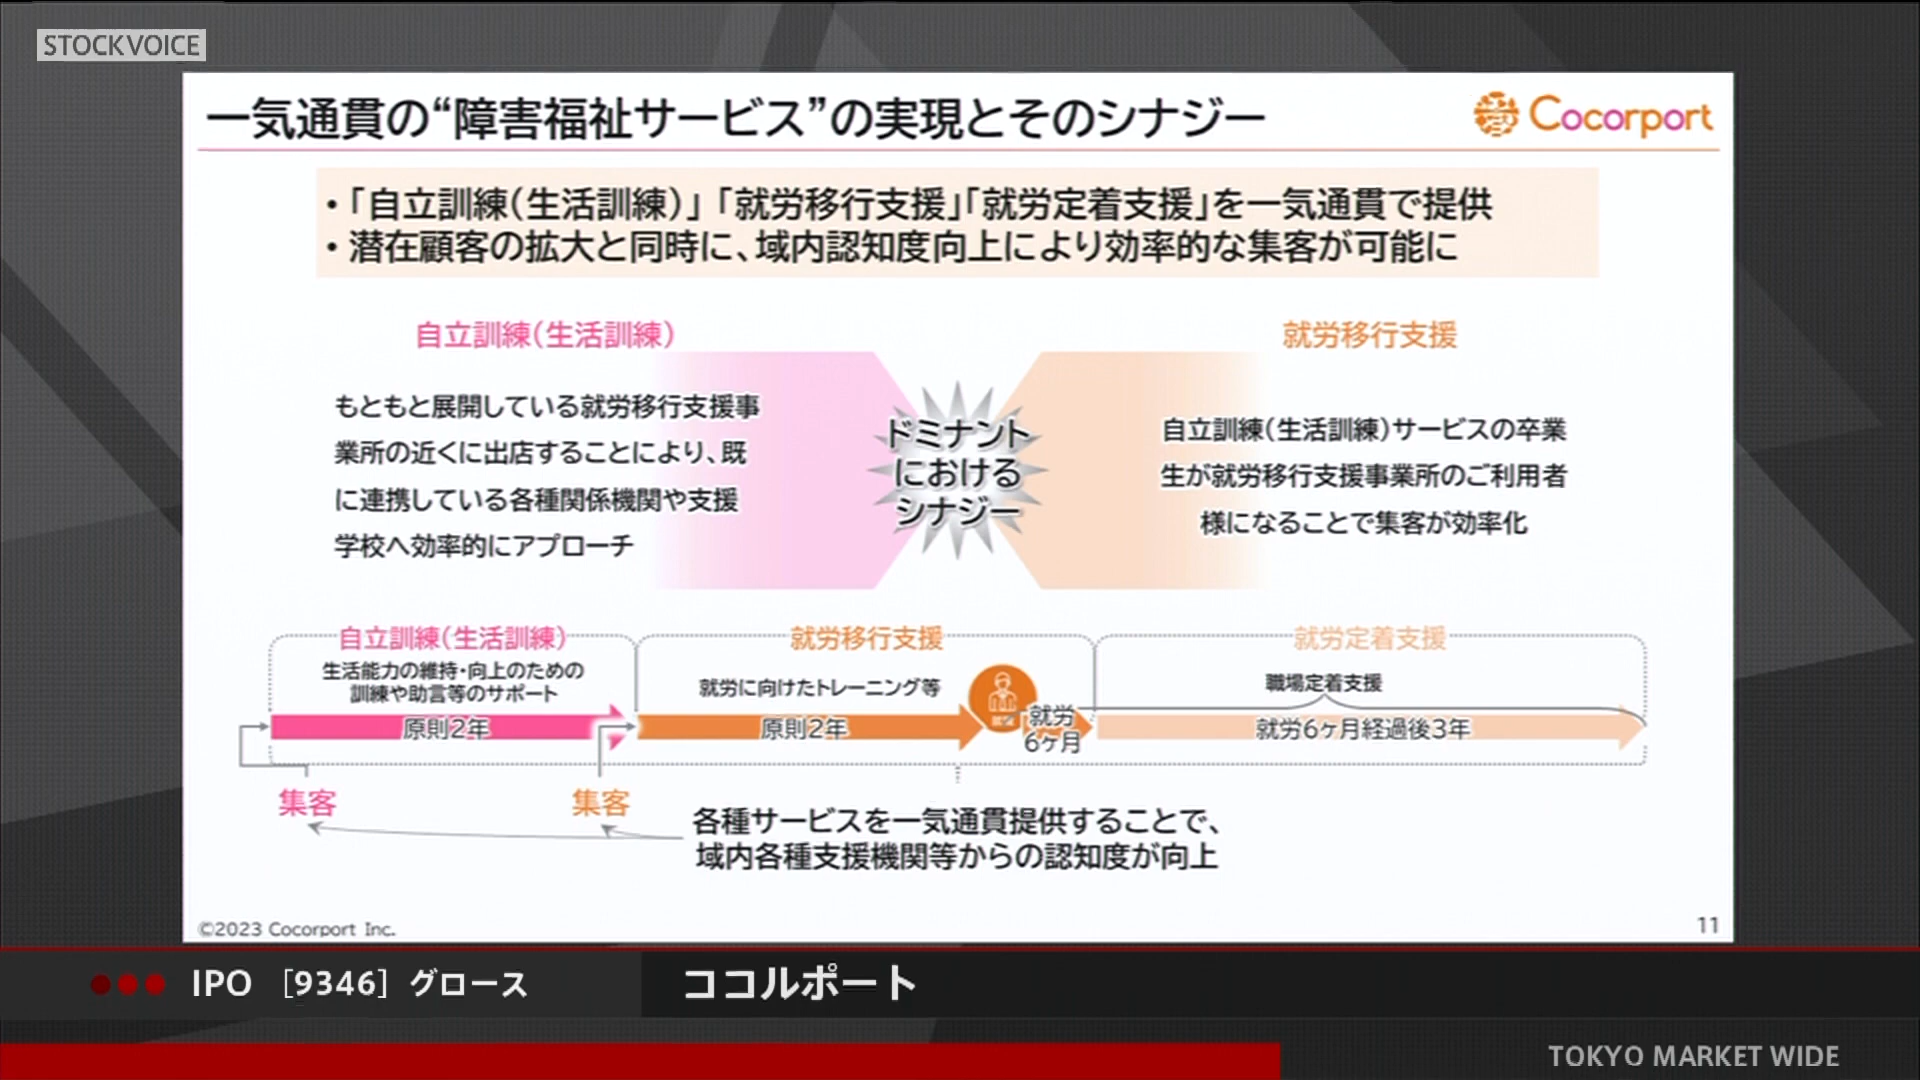 STOCKVOICE
一気通貫の“障害福祉サービス”の実現とそのシナジー
Cocorport
・「自立訓練（生活訓練）」「就労移行支援」「就労定着支援」を一気通貫で提供
・潜在顧客の拡大と同時に、域内認知度向上により効率的な集客が可能に
自立訓練（生活訓練）
もともと展開している就労移行支援事
業所の近くに出店することにより、既
に連携している各種関係機関や支援
学校へ効率的にアプローチ
ドミナント
における
シナジー
就労移行支援
自立訓練（生活訓練）サービスの卒業
生が就労移行支援事業所のご利用者
様になることで集客が効率化
自立訓練（生活訓練）
生活能力の維持・向上のための
訓練や助言等のサポート
原則2年
就労移行支援
就労に向けたトレーニング等
原則2年
就労
6ヶ月
就労定着支援
職場定着支援
就労6ヶ月経過後3年
集客
集客
各種サービスを一気通貫提供することで、
域内各種支援機関等からの認知度が向上
©2023 Cocorport Inc.
11
IPO [9346] グロース
ココルポート
TOKYO MARKET WIDE